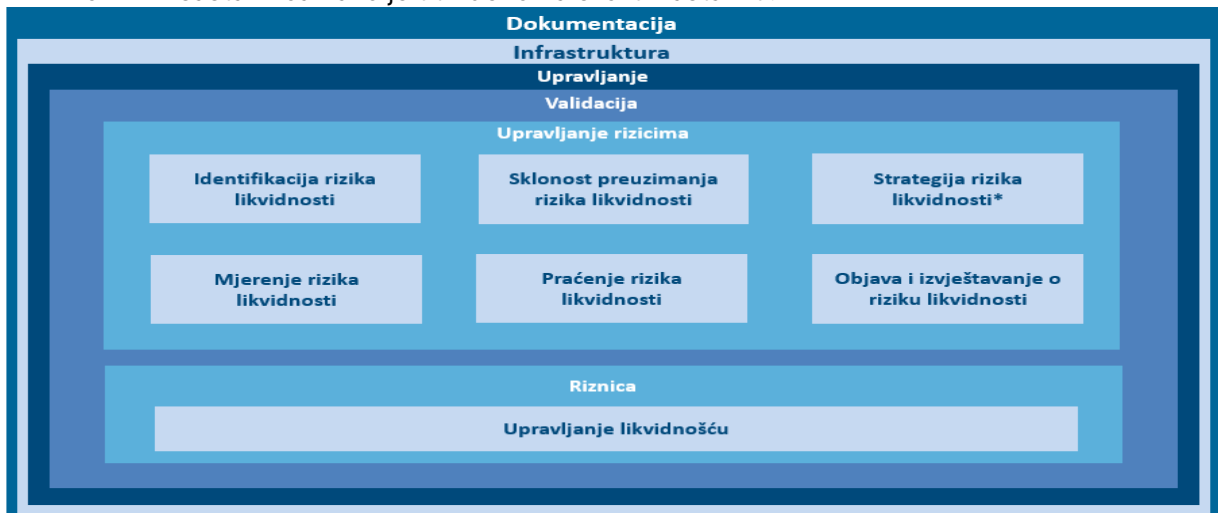 Dokumentacija
Infrastruktura
Upravljanje
Validacija
Upravljanje rizicima
Identifikacija rizika
likvidnosti
Sklonost preuzimanja
rizika likvidnosti
Strategija rizika
likvidnosti*
Mjerenje rizika
likvidnosti
Praćenje rizika
likvidnosti
Objava i izvještavanje o
riziku likvidnosti
Riznica
Upravljanje likvidnošću